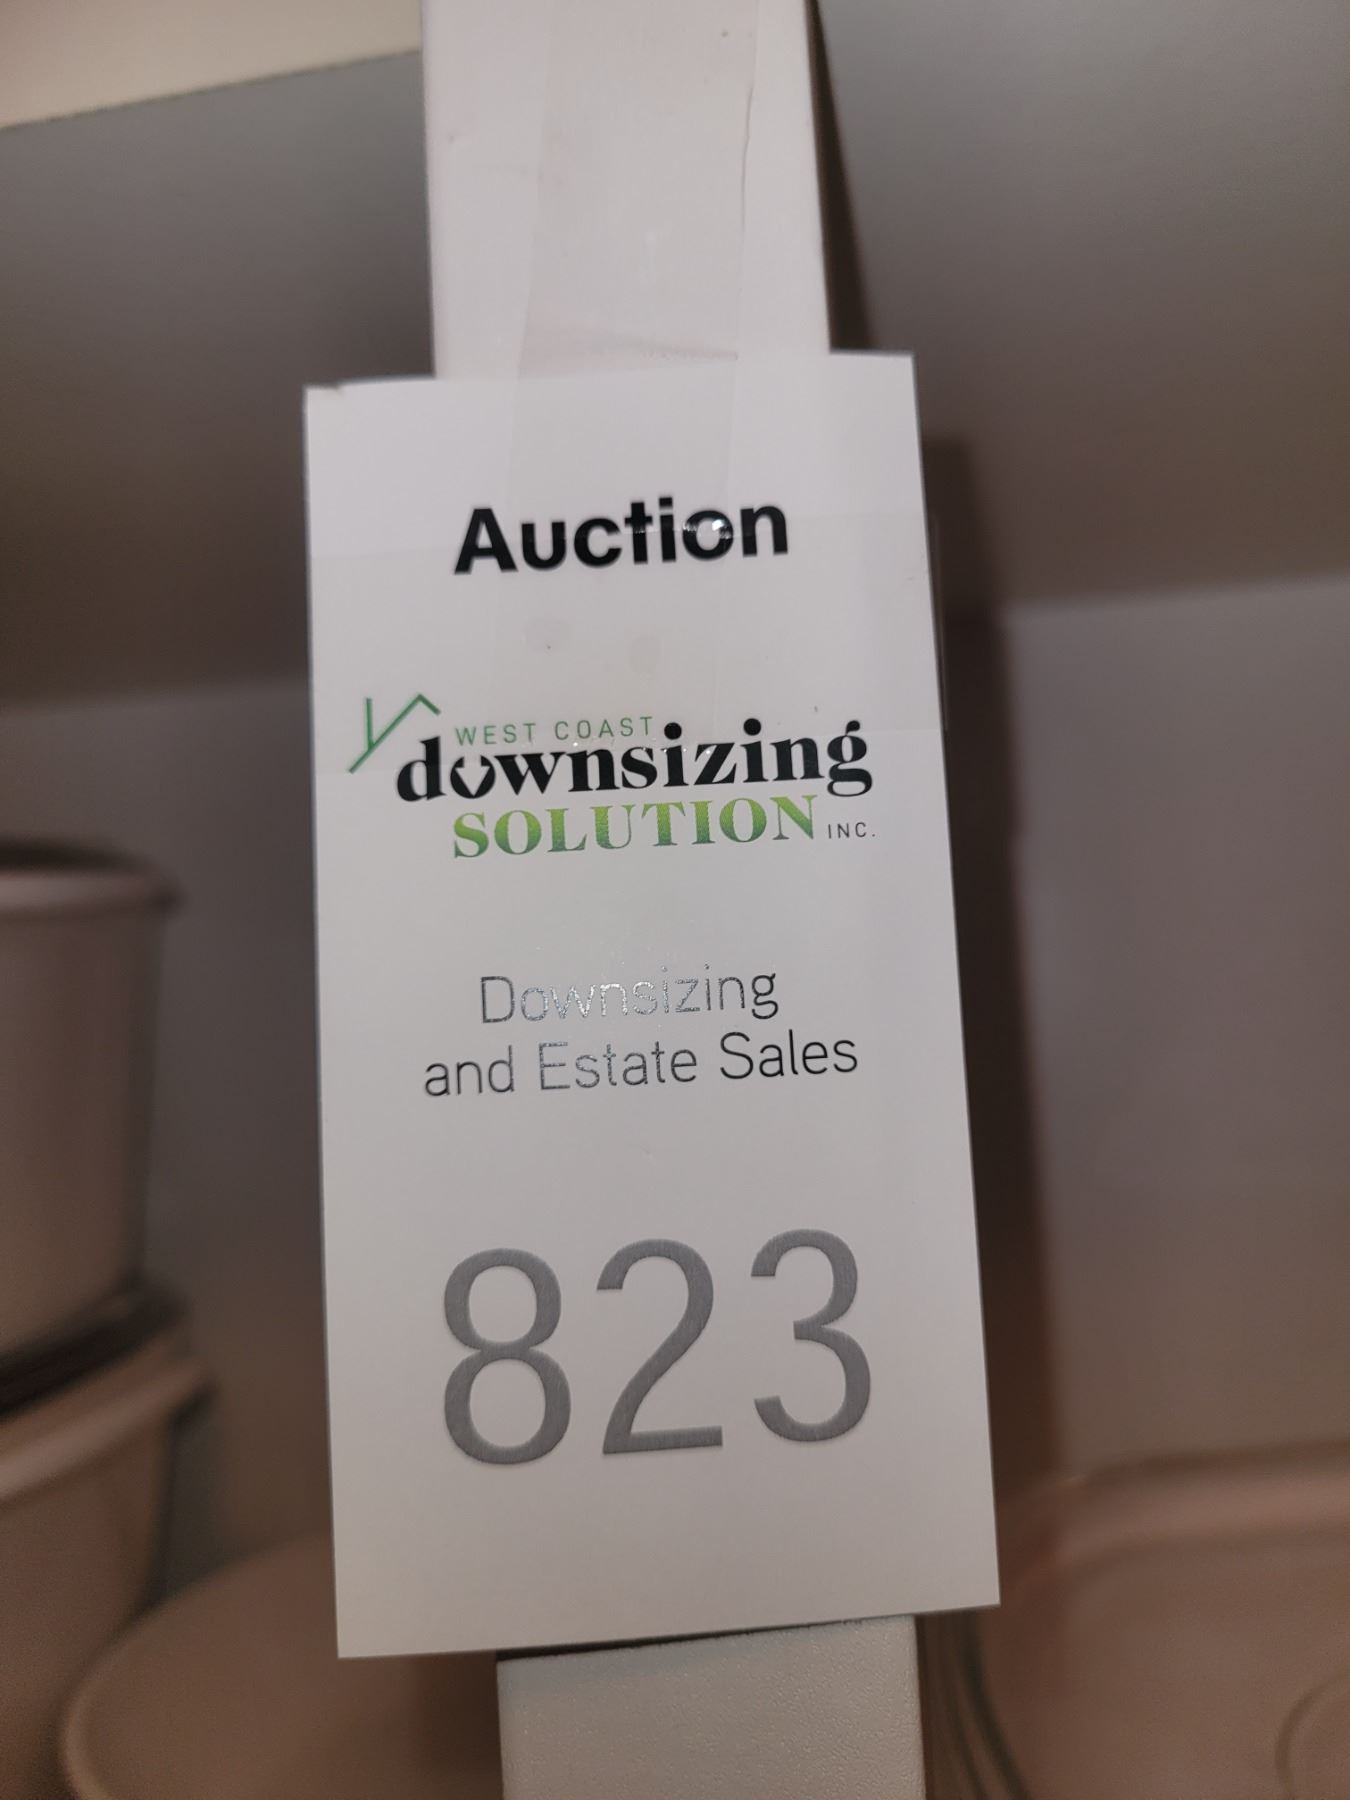 Auction
WEST COAST
downsizing
SOLUTION INC.
Downsizing
and Estate Sales
823